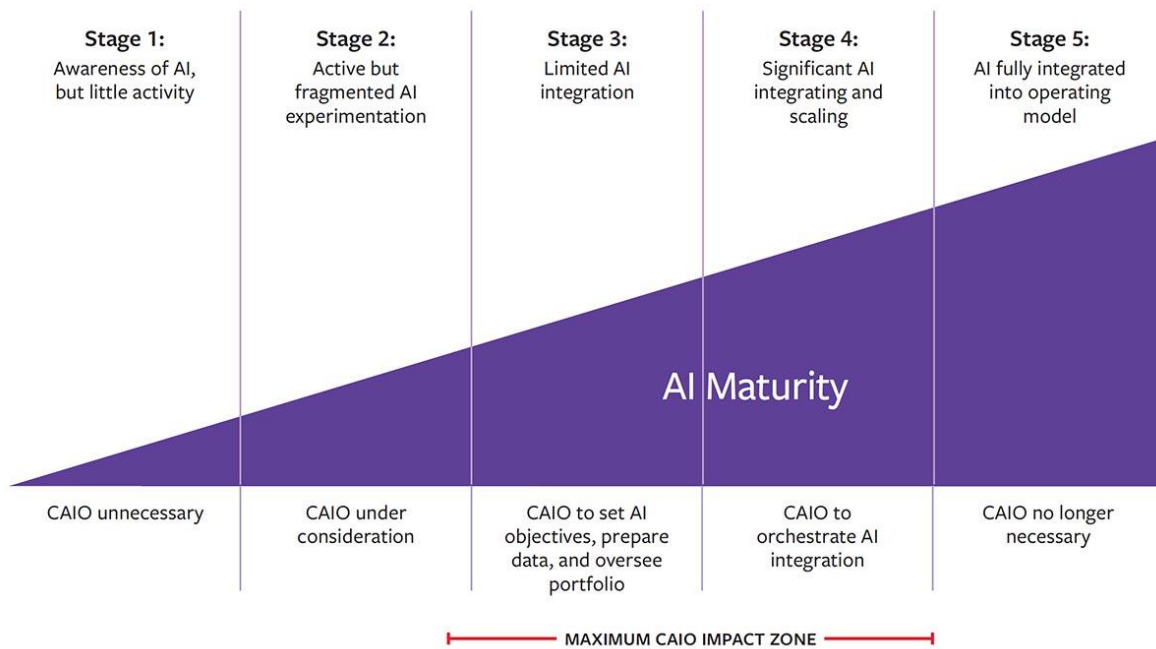 Stage 1:
Awareness of AI,
but little activity
Stage 2:
Active but
fragmented AI
experimentation
Stage 3:
Limited AI
integration
Stage 4:
Significant AI
integrating and
scaling
Stage 5:
AI fully integrated
into operating
model
AI Maturity
CAIO unnecessary
CAIO under
consideration
CAIO to set AI
objectives, prepare
data, and oversee
portfolio
CAIO to
orchestrate AI
integration
CAIO no longer
necessary
MAXIMUM CAIO IMPACT ZONE